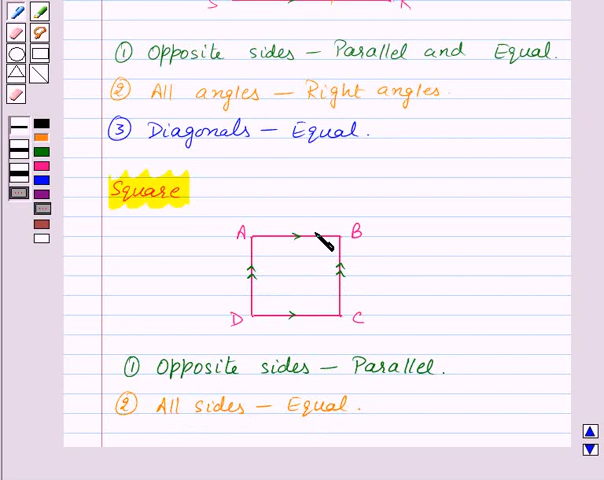 S R
① Opposite sides – Parallel and Equal.
② All angles – Right angles.
③ Diagonals – Equal.
Square
A B
D C
① Opposite sides – Parallel.
② All sides – Equal.